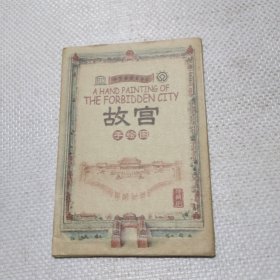 A HAND PAINTING OF
THE FORBIDDEN CITY
故宫
手绘图